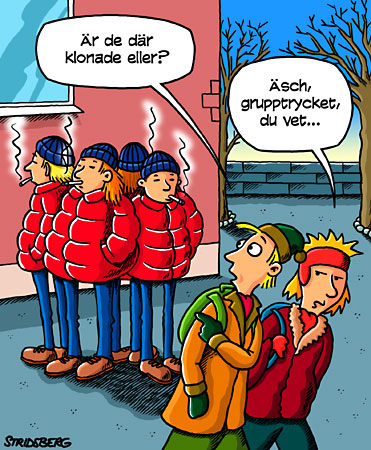 Är de där
klonade eller?
Äsch,
grupptrycket,
du vet...
STRIDSBERG